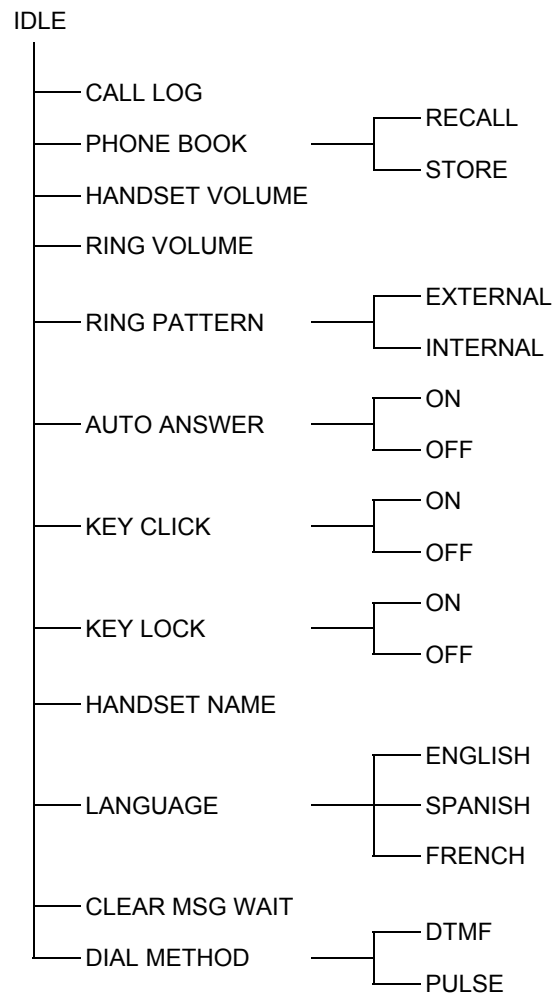 IDLE
CALL LOG
PHONE BOOK
RECALL
STORE
HANDSET VOLUME
RING VOLUME
RING PATTERN
EXTERNAL
INTERNAL
AUTO ANSWER
ON
OFF
KEY CLICK
ON
OFF
KEY LOCK
ON
OFF
HANDSET NAME
LANGUAGE
ENGLISH
SPANISH
FRENCH
CLEAR MSG WAIT
DIAL METHOD
DTMF
PULSE